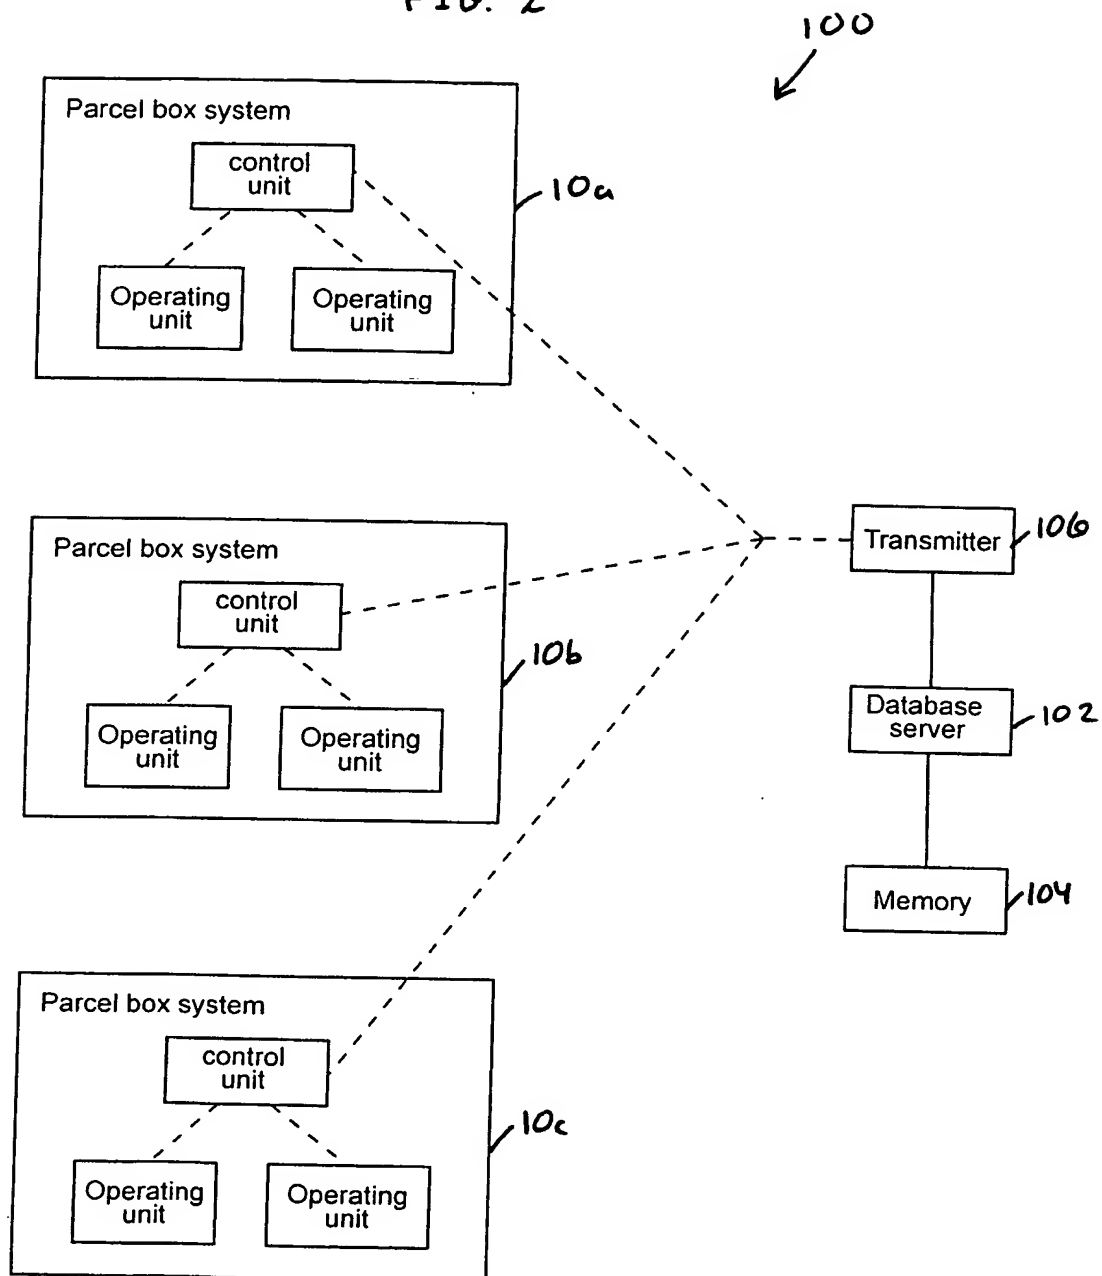 FIG. 2
100
Parcel box system
control
unit
10a
Operating
unit
Operating
unit
Parcel box system
control
unit
10b
Operating
unit
Operating
unit
Transmitter
106
Database
server
102
Memory
104
Parcel box system
control
unit
10c
Operating
unit
Operating
unit